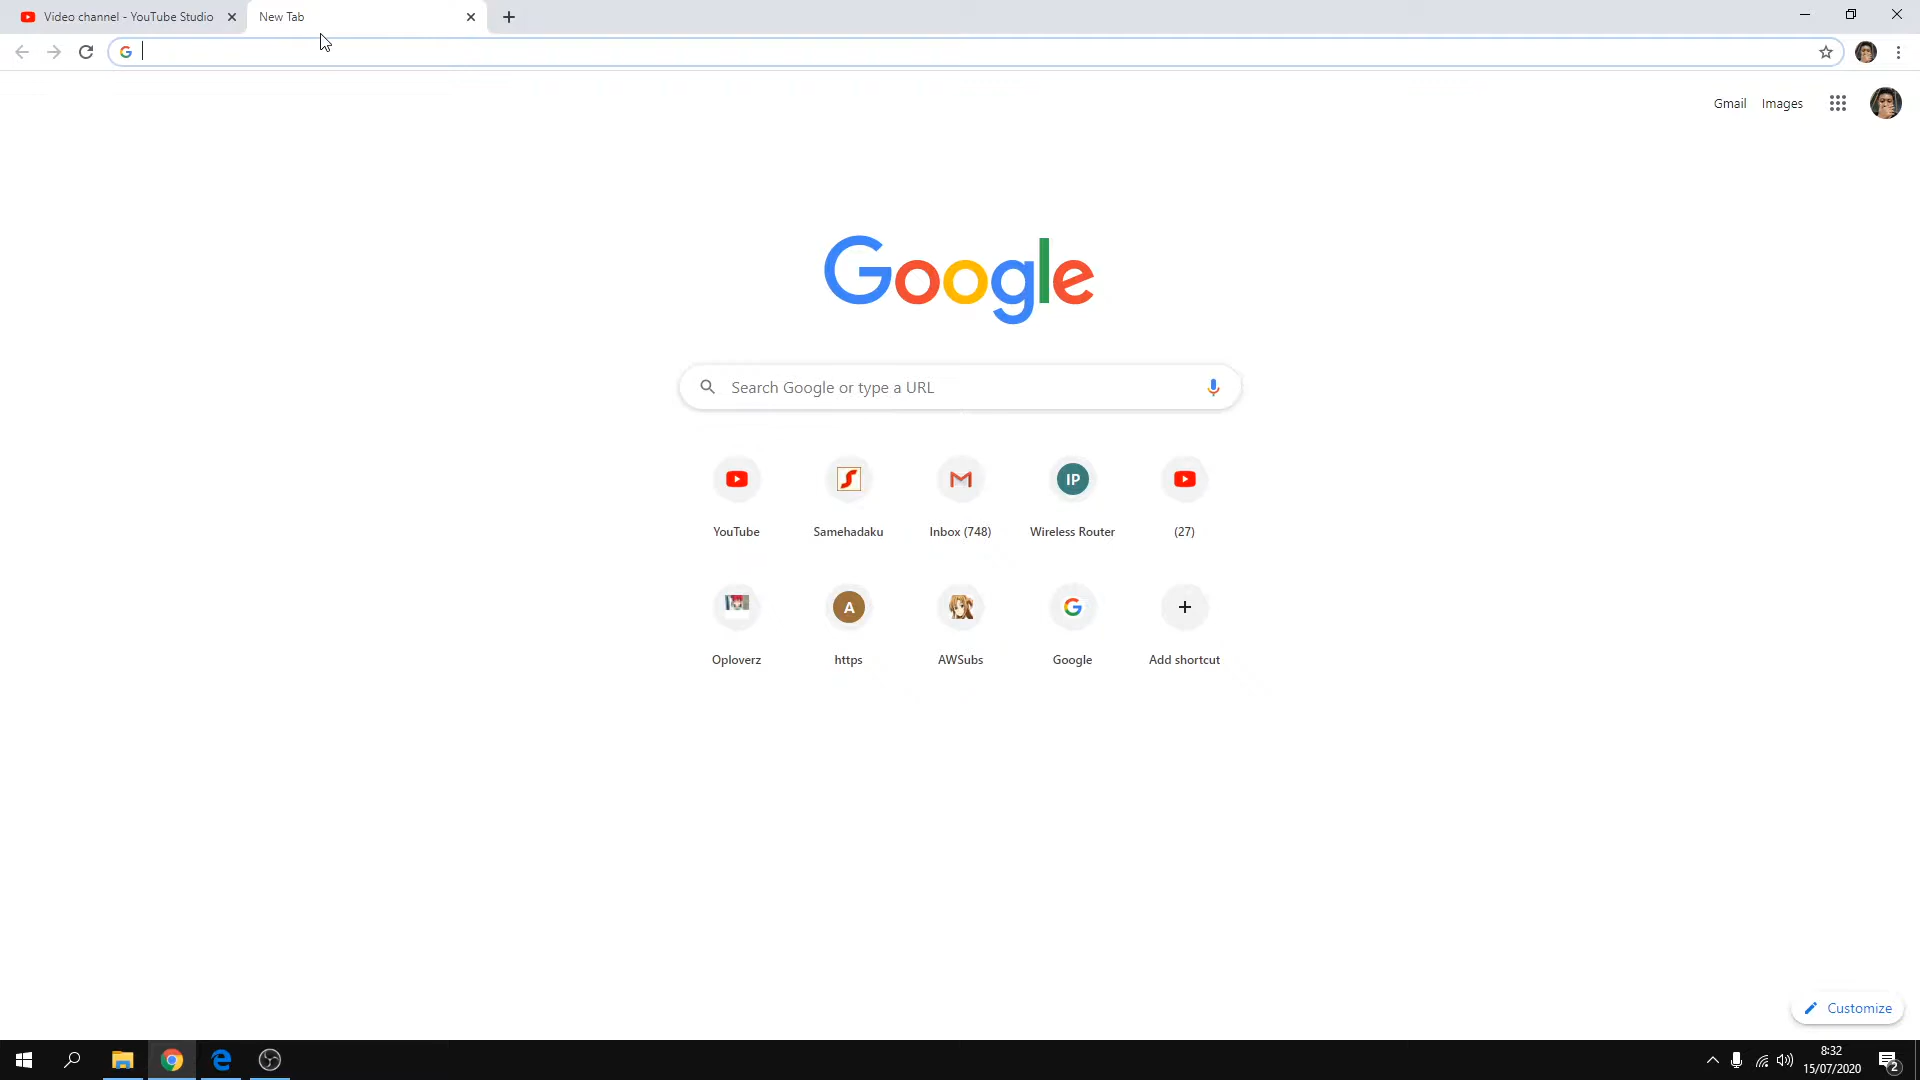 Video channel - YouTube Studio
New Tab
Gmail Images
Google
Search Google or type a URL
IP
YouTube Samehadaku Inbox (748) Wireless Router (27)
A
Oploverz https AWSubs Google Add shortcut
Customize
8:32
15/07/2020
2